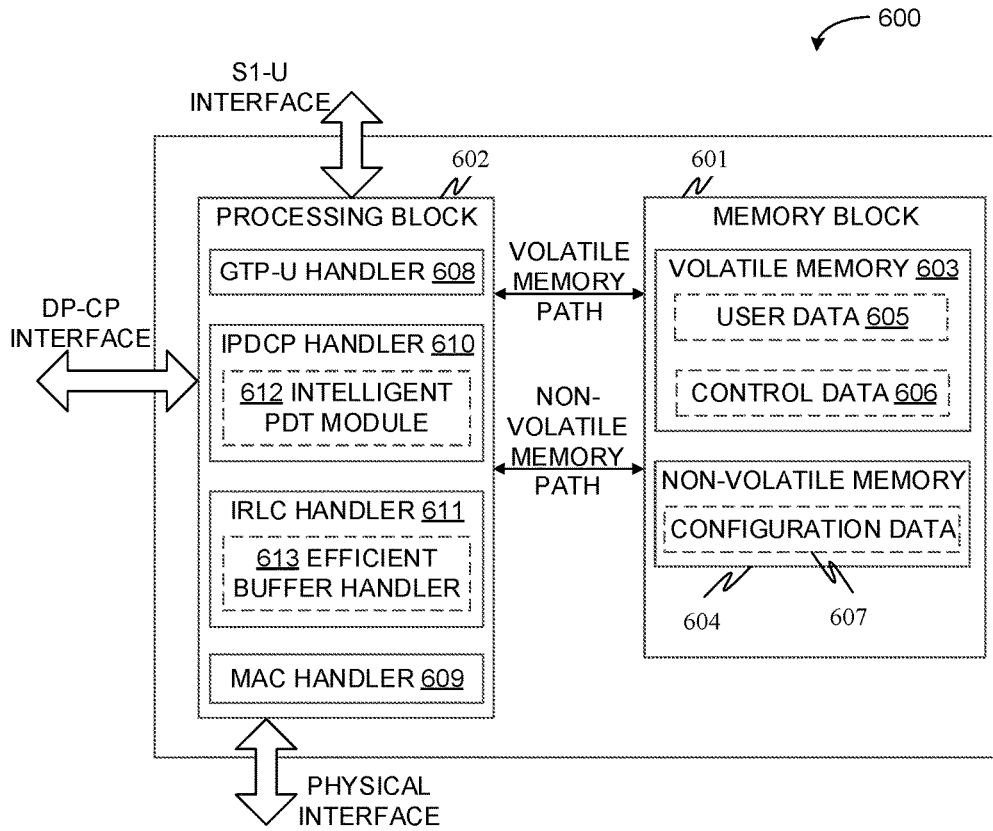 600
S1-U
INTERFACE
602
601
PROCESSING BLOCK
GTP-U HANDLER 608
DP-CP
INTERFACE
IPDCP HANDLER 610
612 INTELLIGENT
PDT MODULE
IRLC HANDLER 611
613 EFFICIENT
BUFFER HANDLER
MAC HANDLER 609
PHYSICAL
INTERFACE
VOLATILE
MEMORY
PATH
NON-
VOLATILE
MEMORY
PATH
MEMORY BLOCK
VOLATILE MEMORY 603
USER DATA 605
CONTROL DATA 606
NON-VOLATILE MEMORY
CONFIGURATION DATA
604
607